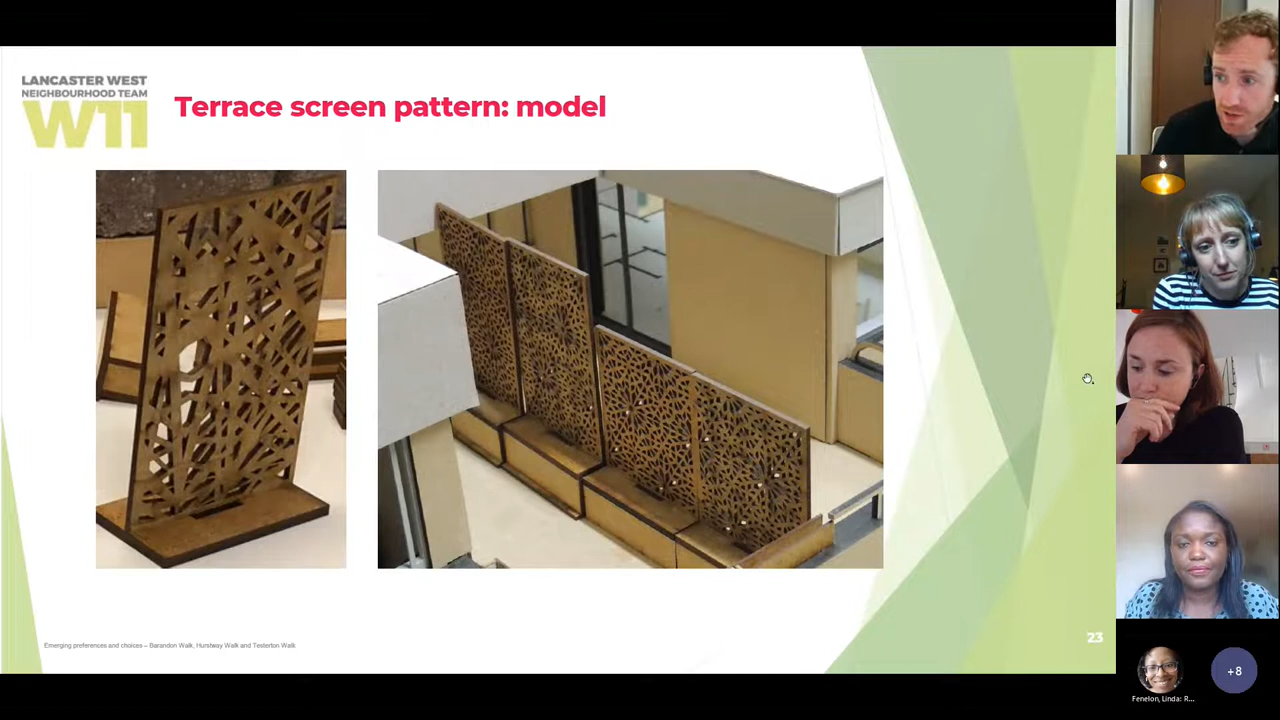 LANCASTER WEST
NEIGHBOURHOOD TEAM
W11
Terrace screen pattern: model
Emerging preferences and choices – Barandon Walk, Hurstway Walk and Testerton Walk
23
+8
Fenelon, Linda: R...